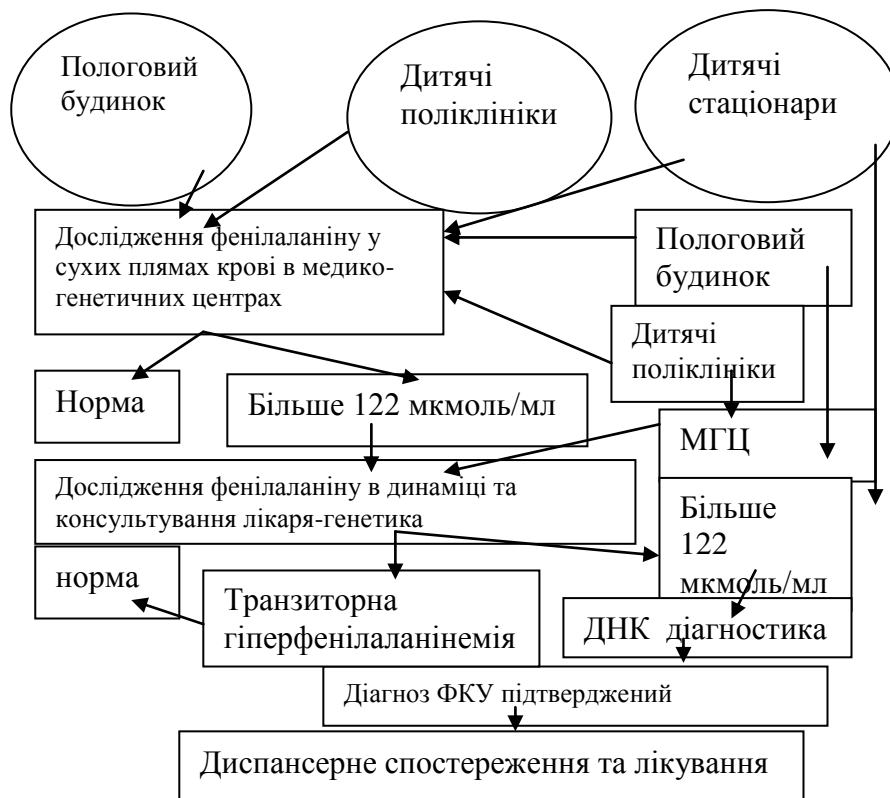 Пологовий
будинок
Дитячі
поліклініки
Дитячі
стаціонари
Дослідження фенілаланіну у
сухих плямах крові в медико-
генетичних центрах
Пологовий
будинок
Дитячі
поліклініки
Норма
Більше 122 мкмоль/мл
МГЦ
Дослідження фенілаланіну в динаміці та
консультування лікаря-генетика
Більше
122
мкмоль/мл
норма
Транзиторна
гіперфенілаланінемія
ДНК діагностика
Діагноз ФКУ підтверджений
Диспансерне спостереження та лікування